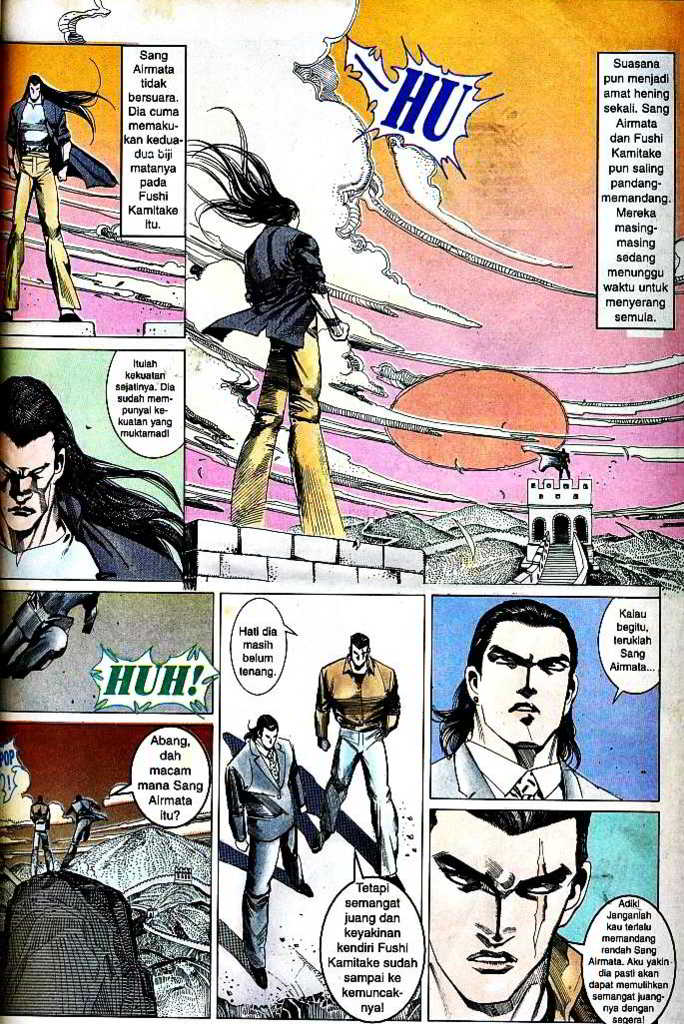 Sang
Airmata
tidak
bersuara.
Dia cuma
memaku-
kan kedua-
dua biji
matanya
pada
Fushi
Kamitake
itu.
HU
Suasana
pun menjadi
amat hening
sekali. Sang
Airmata
dan Fushi
Kamitake
pun saling
pandang-
memandang.
Mereka
masing-
masing
sedang
menunggu
waktu untuk
menyerang
semula.
Itulah
kekuatan
sejatinya. Dia
sudah mem-
punyai ke-
kuatan yang
muktamad!
HUH!
POP
Abang,
dah
macam
mana Sang
Airmata
itu?
Hati dia
masih
belum
tenang.
Tetapi
semangat
juang dan
keyakinan
kendiri Fushi
Kamitake sudah
sampai ke
kemuncak-
nya!
Kalau
begitu,
teruklah
Sang
Airmata...
Adik!
Janganlah
kau terlalu
memandang
rendah Sang
Airmata. Aku yakin
dia pasti akan
dapat memulihkan
semangat juang-
nya dengan
segera!